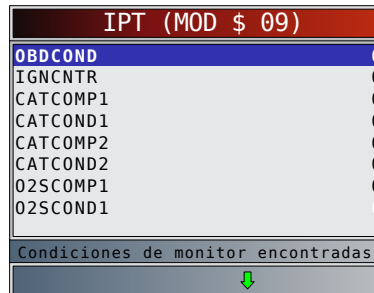 IPT (MOD $ 09)
OBDCOND
IGNCNTR
CATCOMP1
CATCOND1
CATCOMP2
CATCOND2
O2SCOMP1
O2SCOND1
Condiciones de monitor encontradas